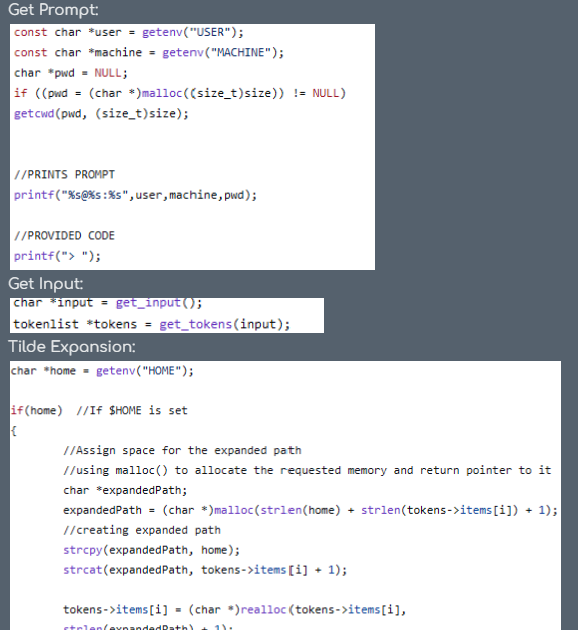 Get Prompt:
const char *user = getenv("USER");
const char *machine = getenv("MACHINE");
char *pwd = NULL;
if ((pwd = (char *)malloc((size_t)size)) != NULL)
getcwd(pwd, (size_t)size);
//PRINTS PROMPT
printf("%s@%s:%s",user,machine,pwd);
//PROVIDED CODE
printf("> ");
Get Input:
char *input = get_input();
tokenlist *tokens = get_tokens(input);
Tilde Expansion:
char *home = getenv("HOME");
if(home)  //If $HOME is set
{
//Assign space for the expanded path
//using malloc() to allocate the requested memory and return pointer to it
char *expandedPath;
expandedPath = (char *)malloc(strlen(home) + strlen(tokens->items[i]) + 1);
//creating expanded path
strcpy(expandedPath, home);
strcat(expandedPath, tokens->items[i] + 1);
tokens->items[i] = (char *)realloc(tokens->items[i],
strlen(expandedPath) + 1);